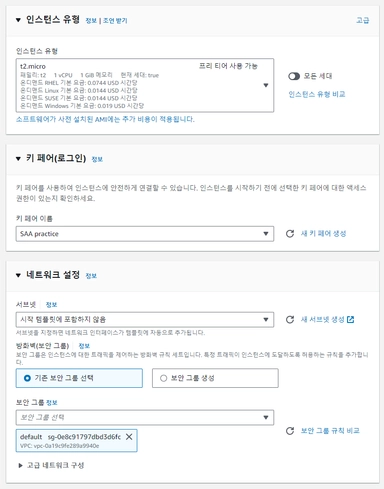 ▼ 인스턴스 유형 정보 | 조언 받기 고급
인스턴스 유형
t2.micro 프리 티어 사용 가능
패밀리: t2 1 vCPU 1 GiB 메모리 현재 세대: true
온디맨드 RHEL 기본 요금: 0.0744 USD 시간당
온디맨드 Linux 기본 요금: 0.0144 USD 시간당
온디맨드 SUSE 기본 요금: 0.0144 USD 시간당
온디맨드 Windows 기본 요금: 0.019 USD 시간당
모든 세대
인스턴스 유형 비교
소프트웨어가 사전 설치된 AMI에는 추가 비용이 적용됩니다.
▼ 키 페어(로그인) 정보
키 페어를 사용하여 인스턴스에 안전하게 연결할 수 있습니다. 인스턴스를 시작하기 전에 선택한 키 페어에 대한 액세스
권한이 있는지 확인하세요.
키 페어 이름
SAA practice
새 키 페어 생성
▼ 네트워크 설정 정보
서브넷 정보
시작 템플릿에 포함하지 않음
새 서브넷 생성
서브넷을 지정하면 네트워크 인터페이스가 템플릿에 자동으로 추가됩니다.
방화벽(보안 그룹) 정보
보안 그룹은 인스턴스에 대한 트래픽을 제어하는 방화벽 규칙 세트입니다. 특정 트래픽이 인스턴스에 도달하도록 허용하는 규칙을 추가합니
다.
기존 보안 그룹 선택 보안 그룹 생성
보안 그룹 정보
보안 그룹 선택
default sg-0e8c91797dbd3d6fc ×
VPC: vpc-0a19c9fe289a9940e
보안 그룹 규칙 비교
▶ 고급 네트워크 구성